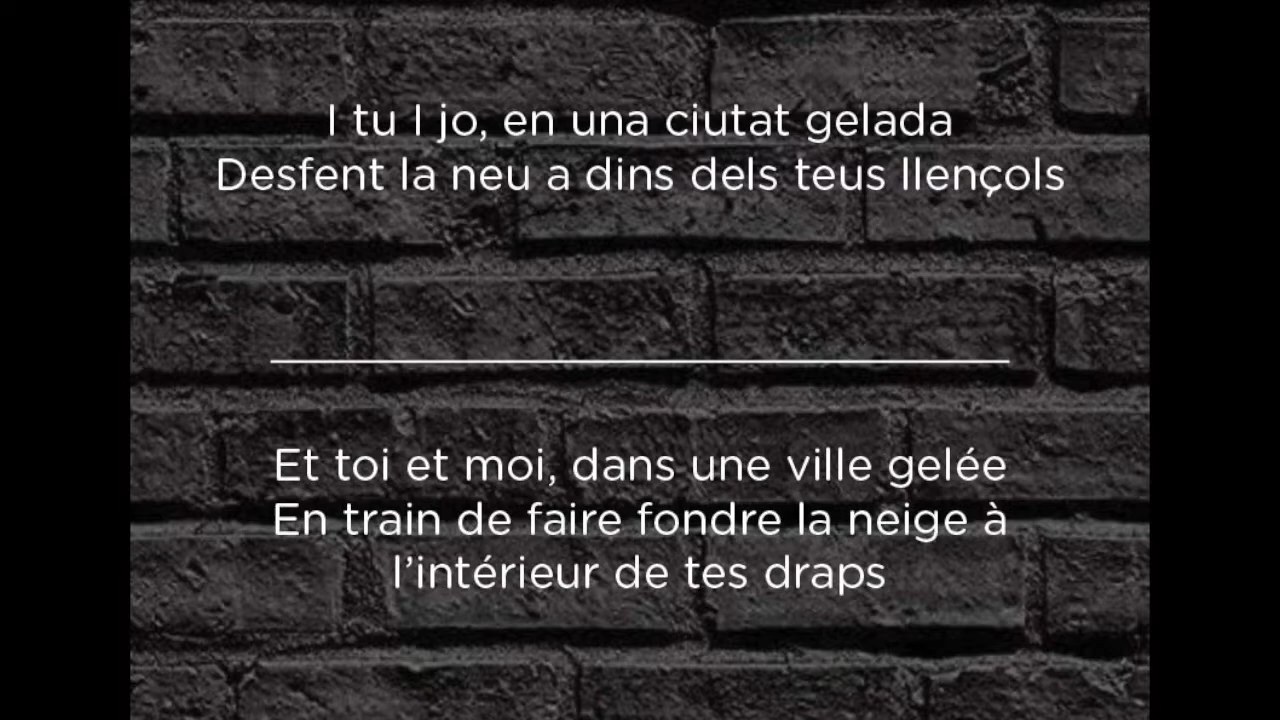 I tu I jo, en una ciutat gelada
Desfent la neu a dins dels teus llençols
Et toi et moi, dans une ville gelée
En train de faire fondre la neige à
l’intérieur de tes draps